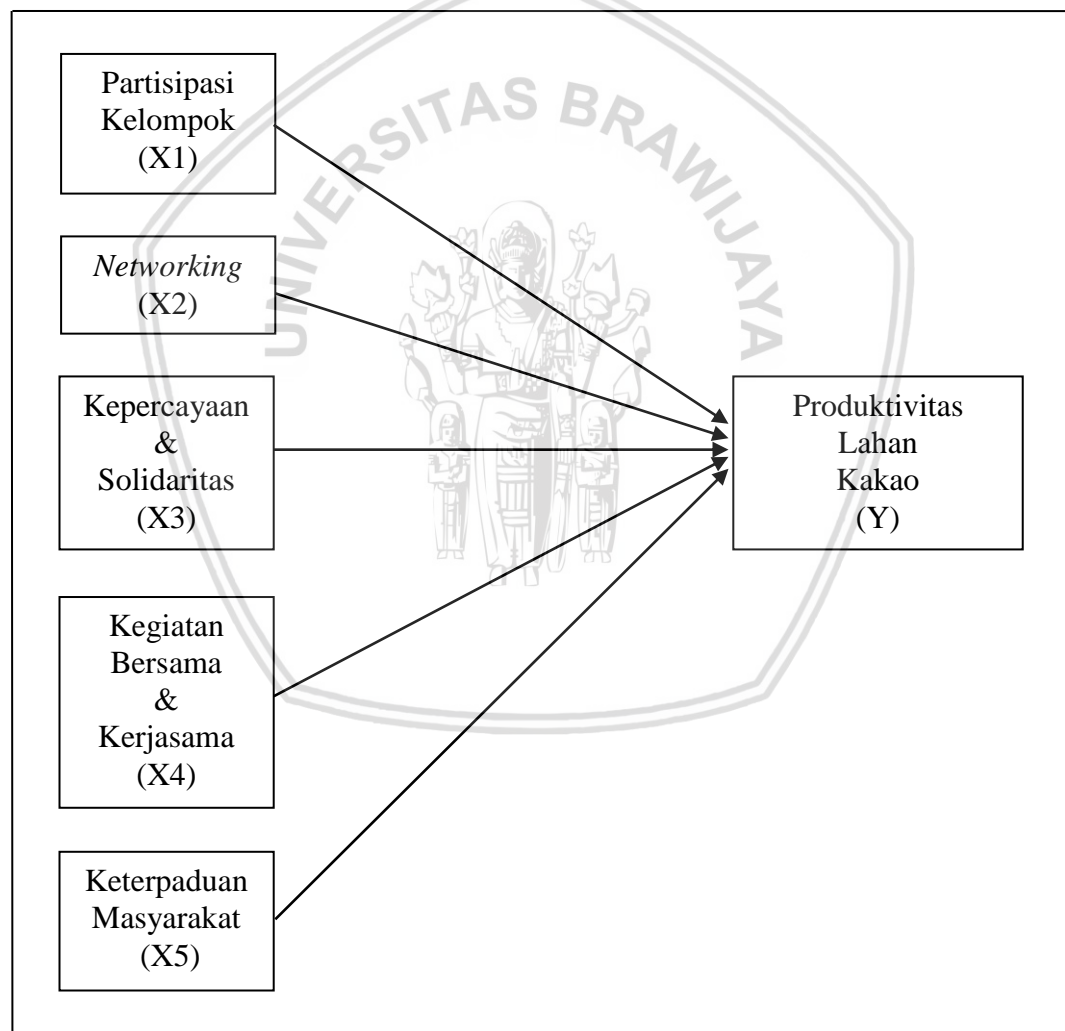 UNIVERSITAS BRAWIJAYA
Partisipasi
Kelompok
(X1)
Networking
(X2)
Kepercayaan
&
Solidaritas
(X3)
Kegiatan
Bersama
&
Kerjasama
(X4)
Keterpaduan
Masyarakat
(X5)
Produktivitas
Lahan
Kakao
(Y)